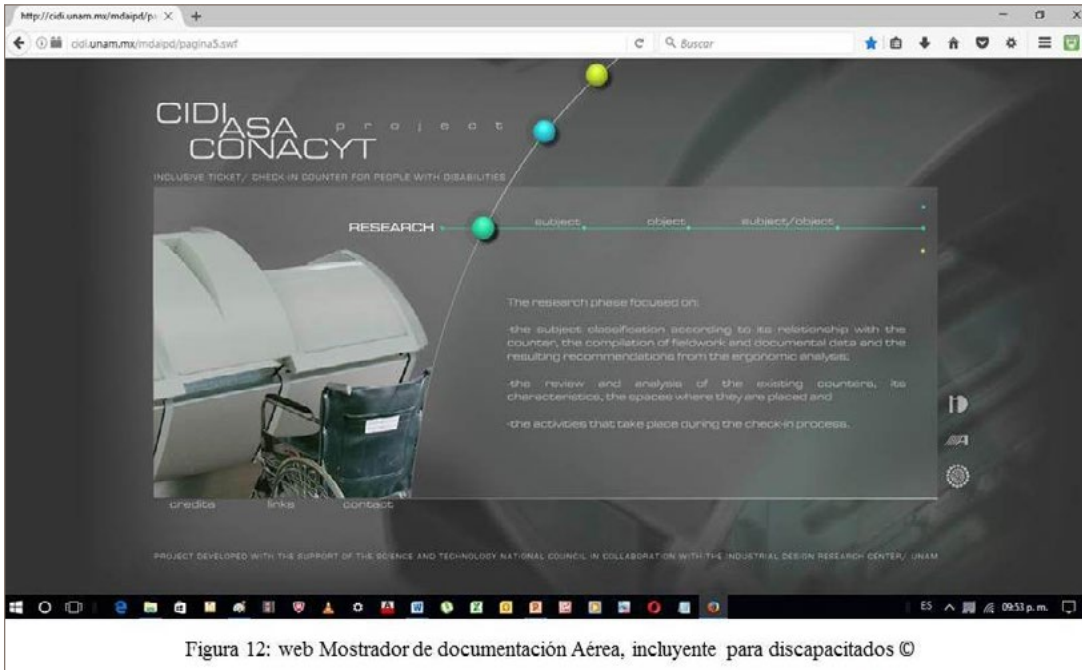 http://cidi.unam.mx/mdaipd/pa
cidi.unam.mx/mdaipd/pagina5.swf
Buscar
CIDI
ASA project
CONACYT
INCLUSIVE TICKET/ CHECK-IN COUNTER FOR PEOPLE WITH DISABILITIES
RESEARCH subject object subject/object
The research phase focused on:
-the subject classification according to its relationship with the
counter, the compilation of fieldwork and documental data and the
resulting recommendations from the ergonomic analysis;
-the review and analysis of the existing counters, its
characteristics, the spaces where they are placed and
-the activities that take place during the check-in process.
credits links contact
PROJECT DEVELOPED WITH THE SUPPORT OF THE SCIENCE AND TECHNOLOGY NATIONAL COUNCIL IN COLLABORATION WITH THE INDUSTRIAL DESIGN RESEARCH CENTER/ UNAM
ES 09:53 p. m.
Figura 12: web Mostrador de documentación Aérea, incluyente para discapacitados ©